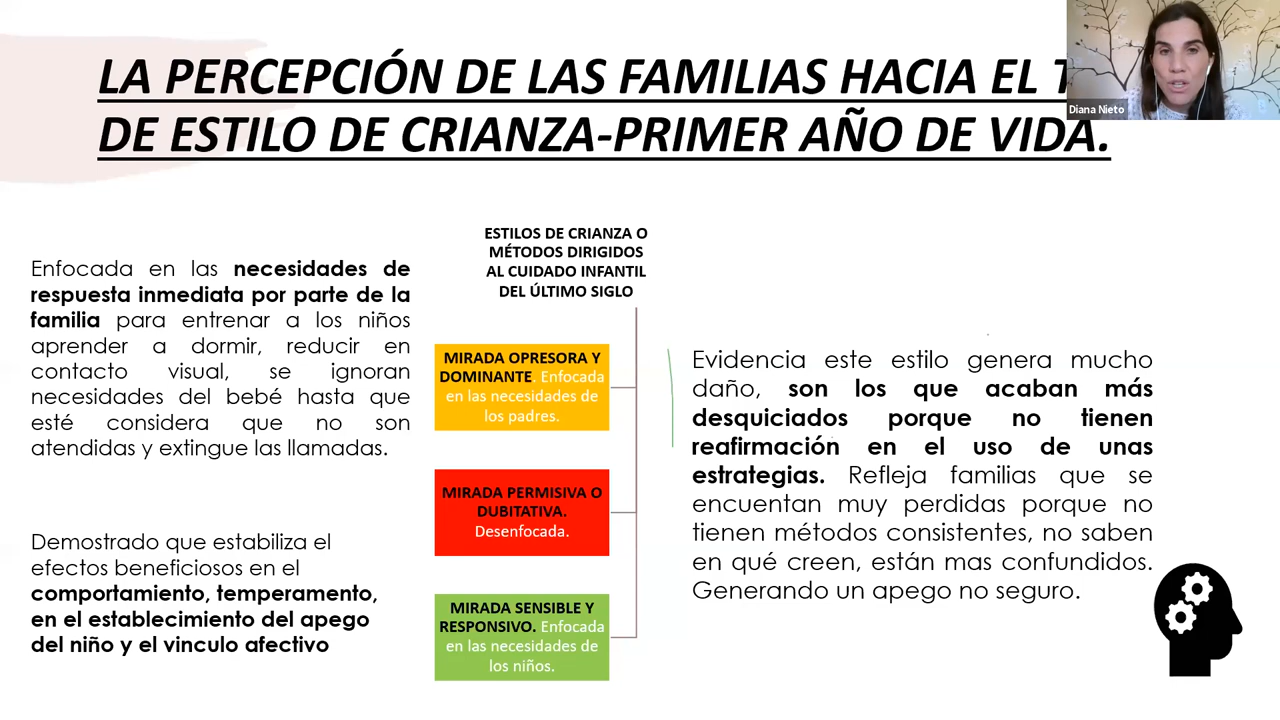 LA PERCEPCIÓN DE LAS FAMILIAS HACIA EL
DE ESTILO DE CRIANZA-PRIMER AÑO DE VIDA.
Diana Nieto
Enfocada en las necesidades de
respuesta inmediata por parte de la
familia para entrenar a los niños
aprender a dormir, reducir en
contacto visual, se ignoran
necesidades del bebé hasta que
esté considera que no son
atendidas y extingue las llamadas.
Demostrado que estabiliza el
efectos beneficiosos en el
comportamiento, temperamento,
en el establecimiento del apego
del niño y el vinculo afectivo
ESTILOS DE CRIANZA O
MÉTODOS DIRIGIDOS
AL CUIDADO INFANTIL
DEL ÚLTIMO SIGLO
MIRADA OPRESORA Y
DOMINANTE. Enfocada
en las necesidades de
los padres.
MIRADA PERMISIVA O
DUBITATIVA.
Desenfocada.
MIRADA SENSIBLE Y
RESPONSIVO. Enfocada
en las necesidades de
los niños.
Evidencia este estilo genera mucho
daño, son los que acaban más
desquiciados porque no tienen
reafirmación en el uso de unas
estrategias. Refleja familias que se
encuentan muy perdidas porque no
tienen métodos consistentes, no saben
en qué creen, están mas confundidos.
Generando un apego no seguro.